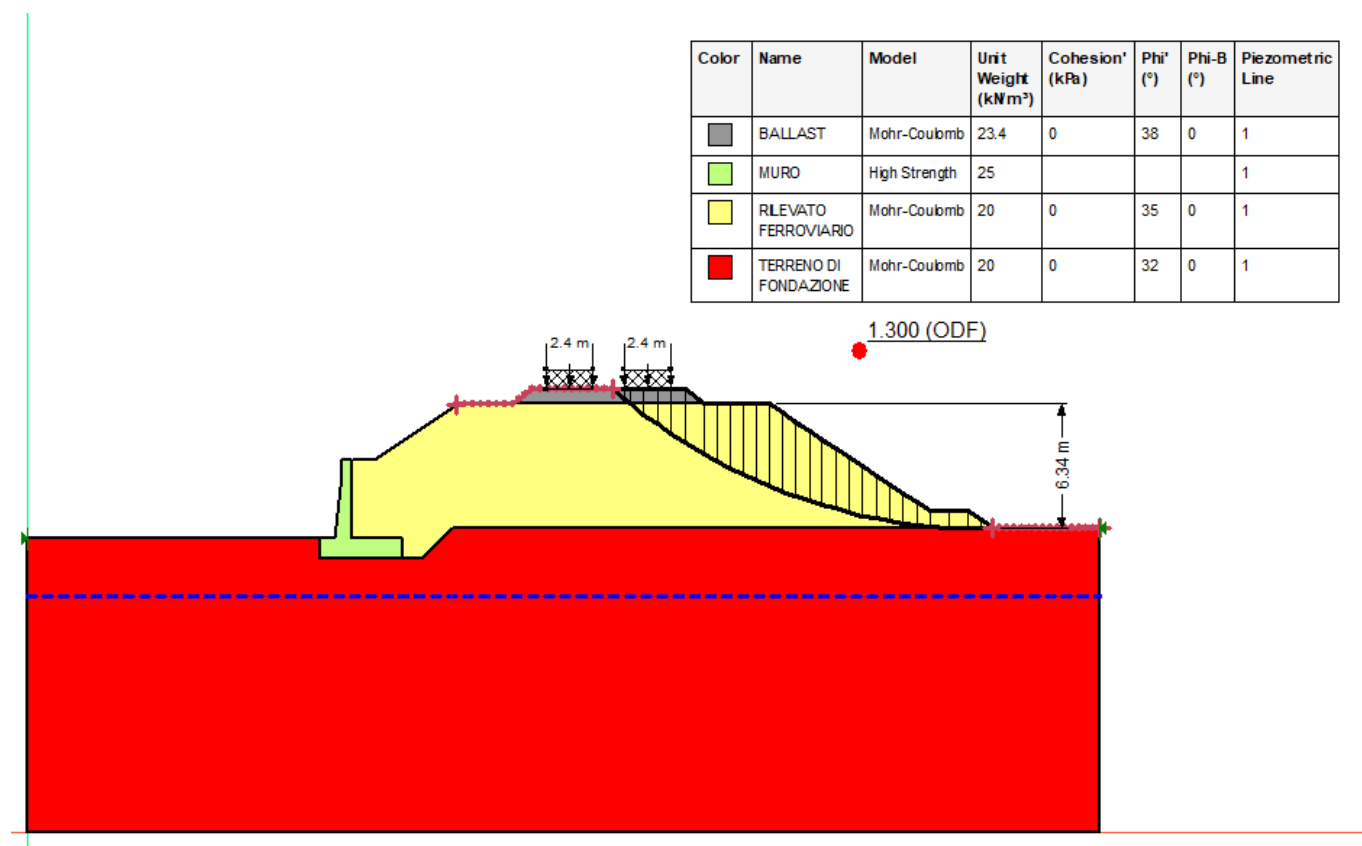 Color Name Model Unit Weight (kN/m³) Cohesion' (kPa) Phi' (°) Phi-B (°) Piezometric Line
BALLAST Mohr-Coulomb 23.4 0 38 0 1
MURO High Strength 25 1
RILEVATO FERROVIARIO Mohr-Coulomb 20 0 35 0 1
TERRENO DI FONDAZIONE Mohr-Coulomb 20 0 32 0 1
1.300 (ODF)
2.4 m 2.4 m
6.34 m